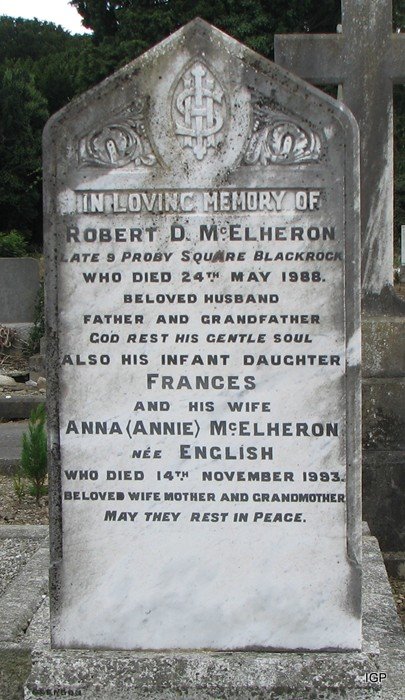 IHS
IN LOVING MEMORY OF
ROBERT D. McELHERON
LATE 9 PROBY SQUARE BLACKROCK
WHO DIED 24TH MAY 1988.
BELOVED HUSBAND
FATHER AND GRANDFATHER
GOD REST HIS GENTLE SOUL
ALSO HIS INFANT DAUGHTER
FRANCES
AND HIS WIFE
ANNA (ANNIE) McELHERON
NÉE ENGLISH
WHO DIED 14TH NOVEMBER 1993.
BELOVED WIFE MOTHER AND GRANDMOTHER
MAY THEY REST IN PEACE.
IGP